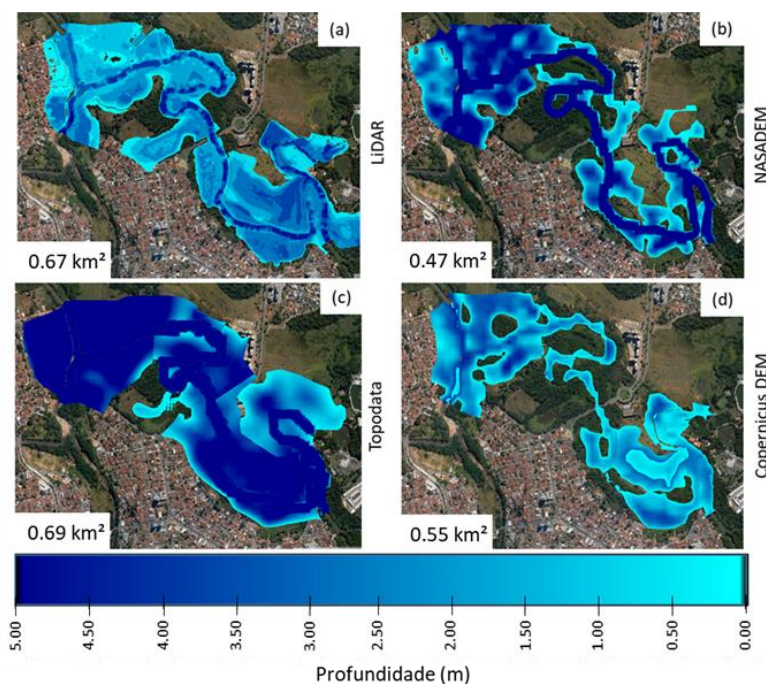 (a)
LiDAR
0.67 km²
(b)
NASADEM
0.47 km²
(c)
Topodata
0.69 km²
(d)
Copernicus DEM
0.55 km²
5.00 4.50 4.00 3.50 3.00 2.50 2.00 1.50 1.00 0.50 0.00
Profundidade (m)